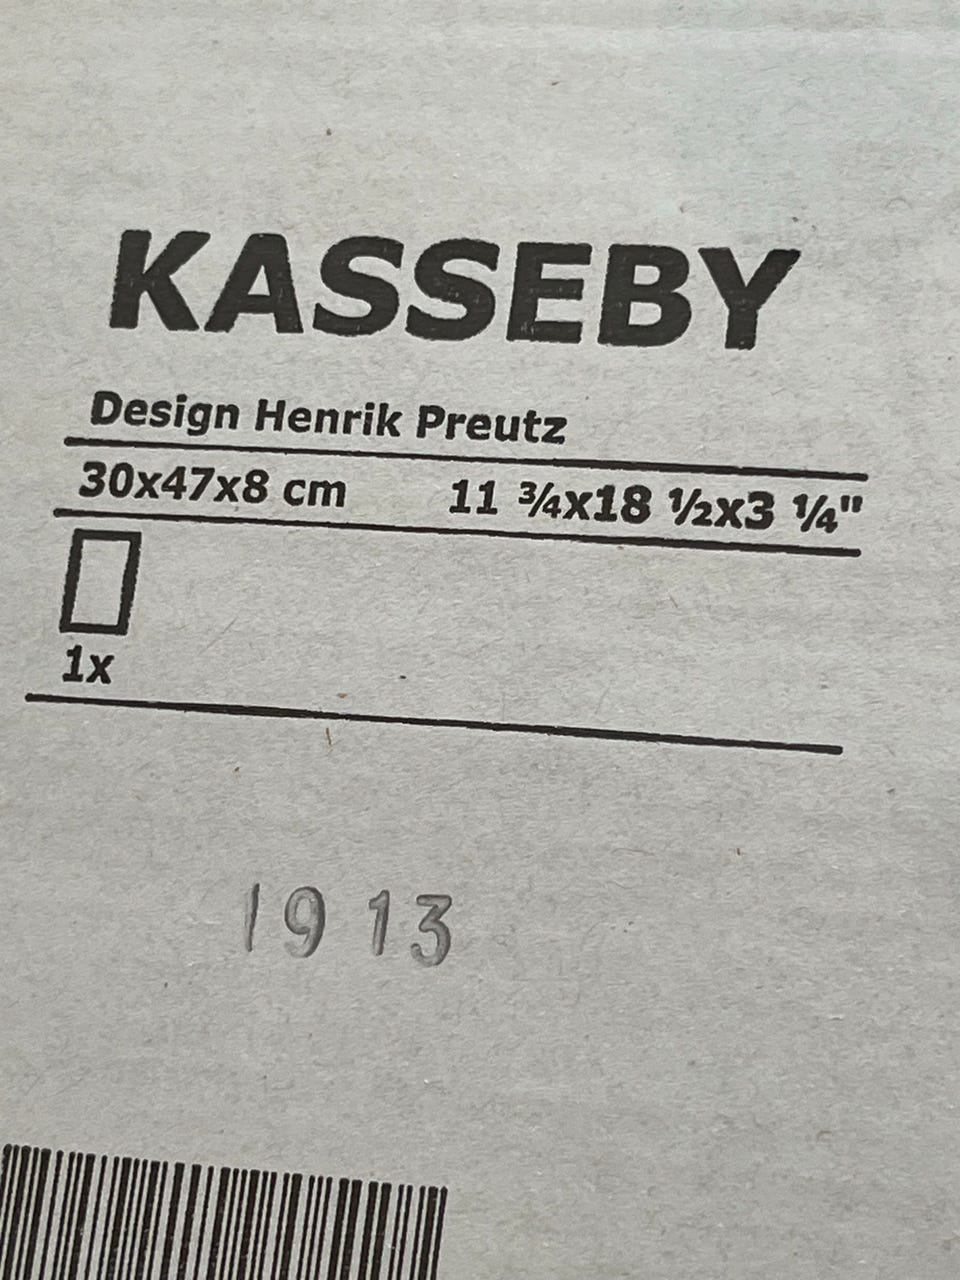 KASSEBY
Design Henrik Preutz
30x47x8 cm 11 ¾x18 ½x3 ¼"
1x
1913